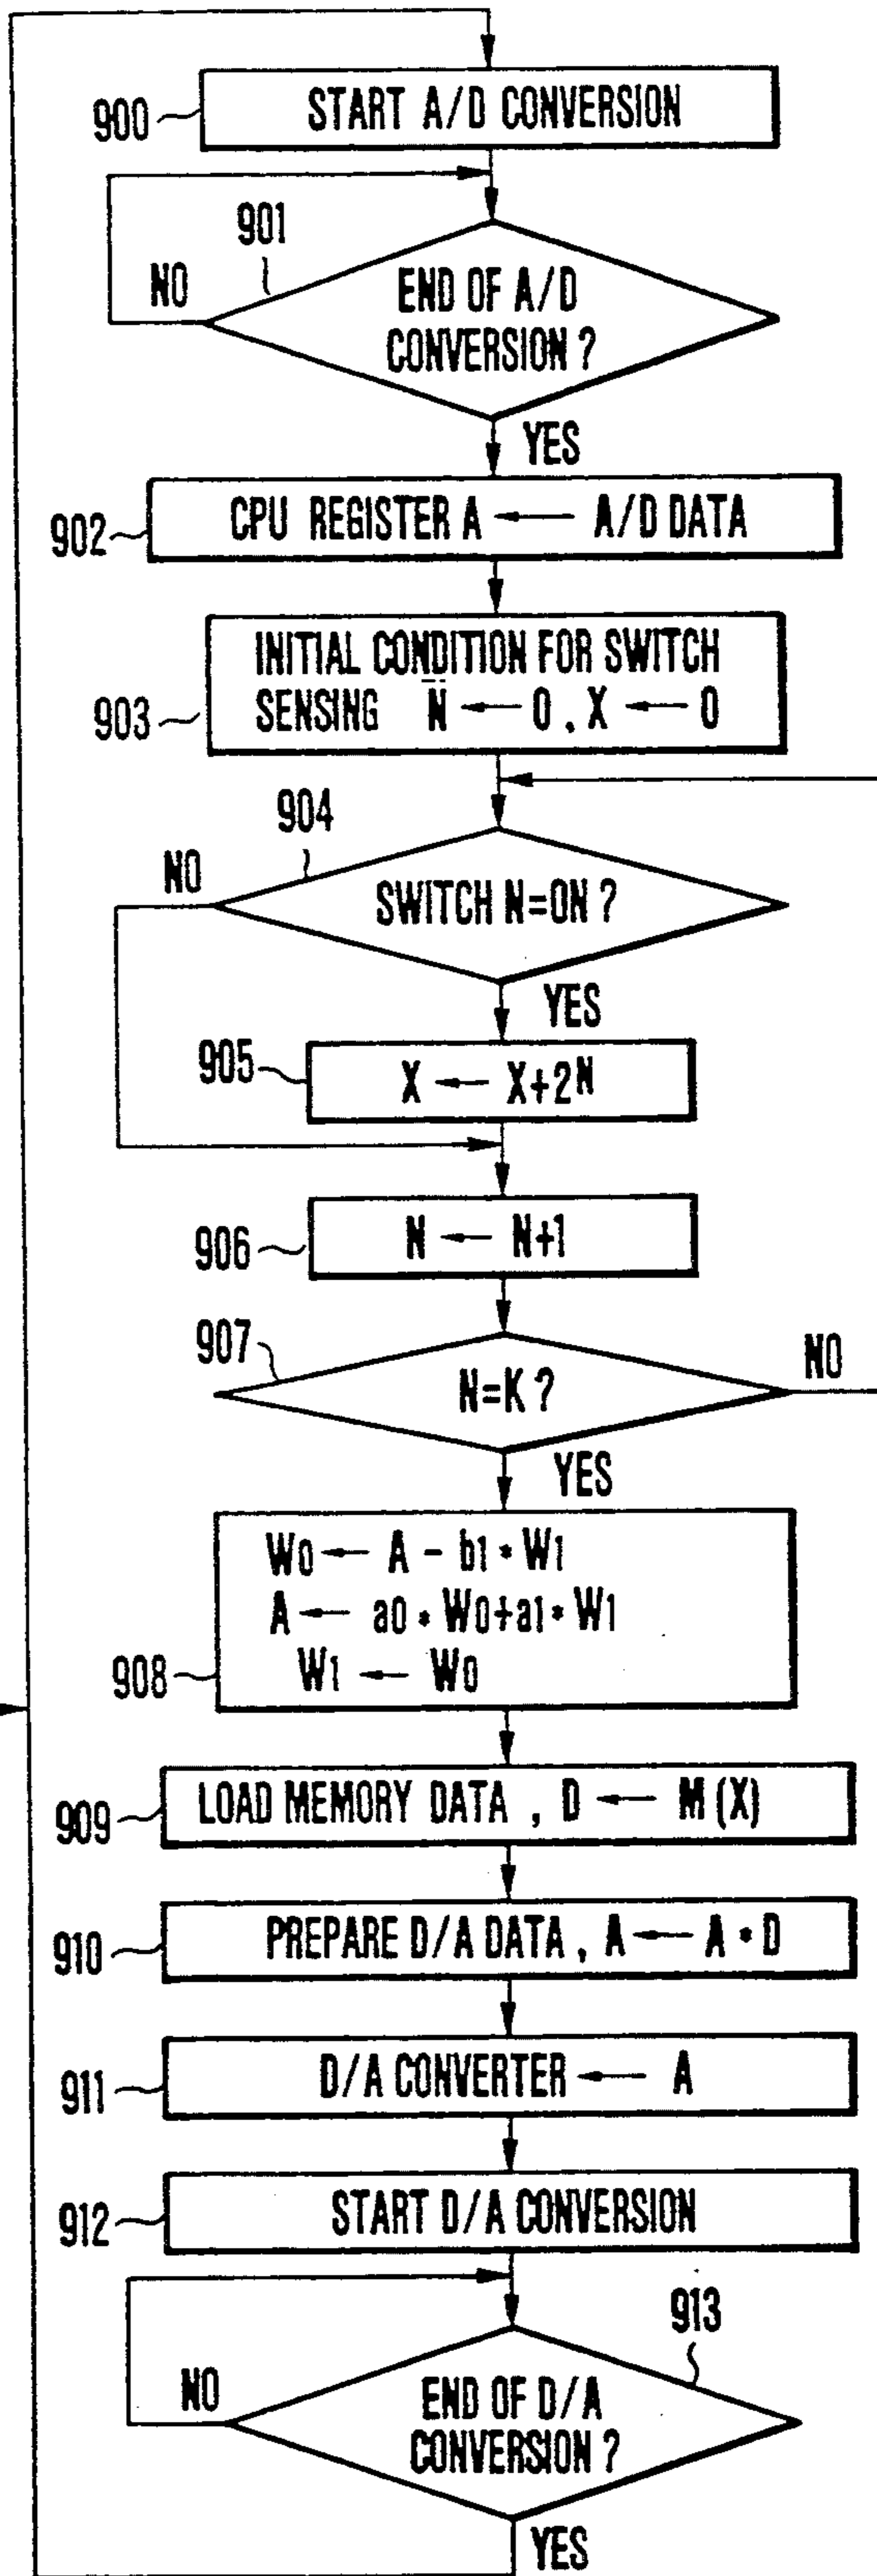 900
START A/D CONVERSION
901
NO
END OF A/D
CONVERSION ?
YES
902
CPU REGISTER A ← A/D DATA
903
INITIAL CONDITION FOR SWITCH
SENSING N ← 0 , X ← 0
904
NO
SWITCH N=ON ?
YES
905
X ← X+2^N
906
N ← N+1
907
N=K ?
NO
YES
908
W0 ← A - b1 * W1
A ← a0 * W0+a1 * W1
W1 ← W0
909
LOAD MEMORY DATA , D ← M (X)
910
PREPARE D/A DATA , A ← A * D
911
D/A CONVERTER ← A
912
START D/A CONVERSION
913
NO
END OF D/A
CONVERSION ?
YES